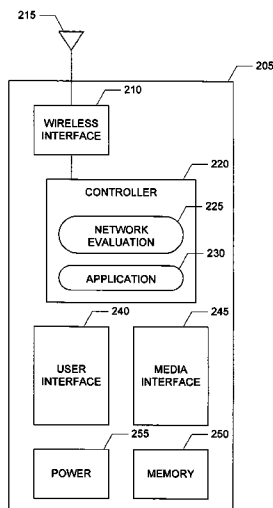 215
205
210
WIRELESS
INTERFACE
220
CONTROLLER
225
NETWORK
EVALUATION
230
APPLICATION
240
245
USER
INTERFACE
MEDIA
INTERFACE
255
250
POWER
MEMORY